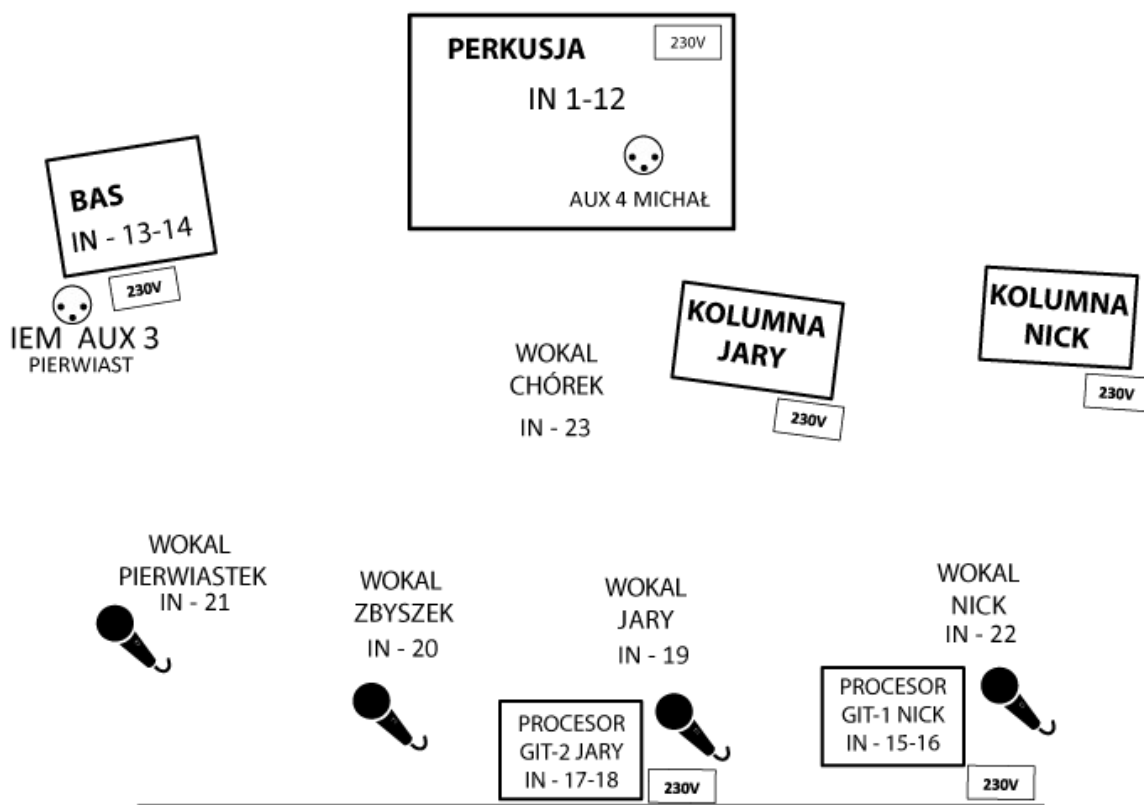 PERKUSJA
230V
IN 1-12
AUX 4 MICHAŁ
BAS
IN - 13-14
230V
IEM AUX 3
PIERWIAST
WOKAL
CHÓREK
IN - 23
KOLUMNA
JARY
230V
KOLUMNA
NICK
230V
WOKAL
PIERWIASTEK
IN - 21
WOKAL
ZBYSZEK
IN - 20
WOKAL
JARY
IN - 19
WOKAL
NICK
IN - 22
PROCESOR
GIT-2 JARY
IN - 17-18
230V
PROCESOR
GIT-1 NICK
IN - 15-16
230V